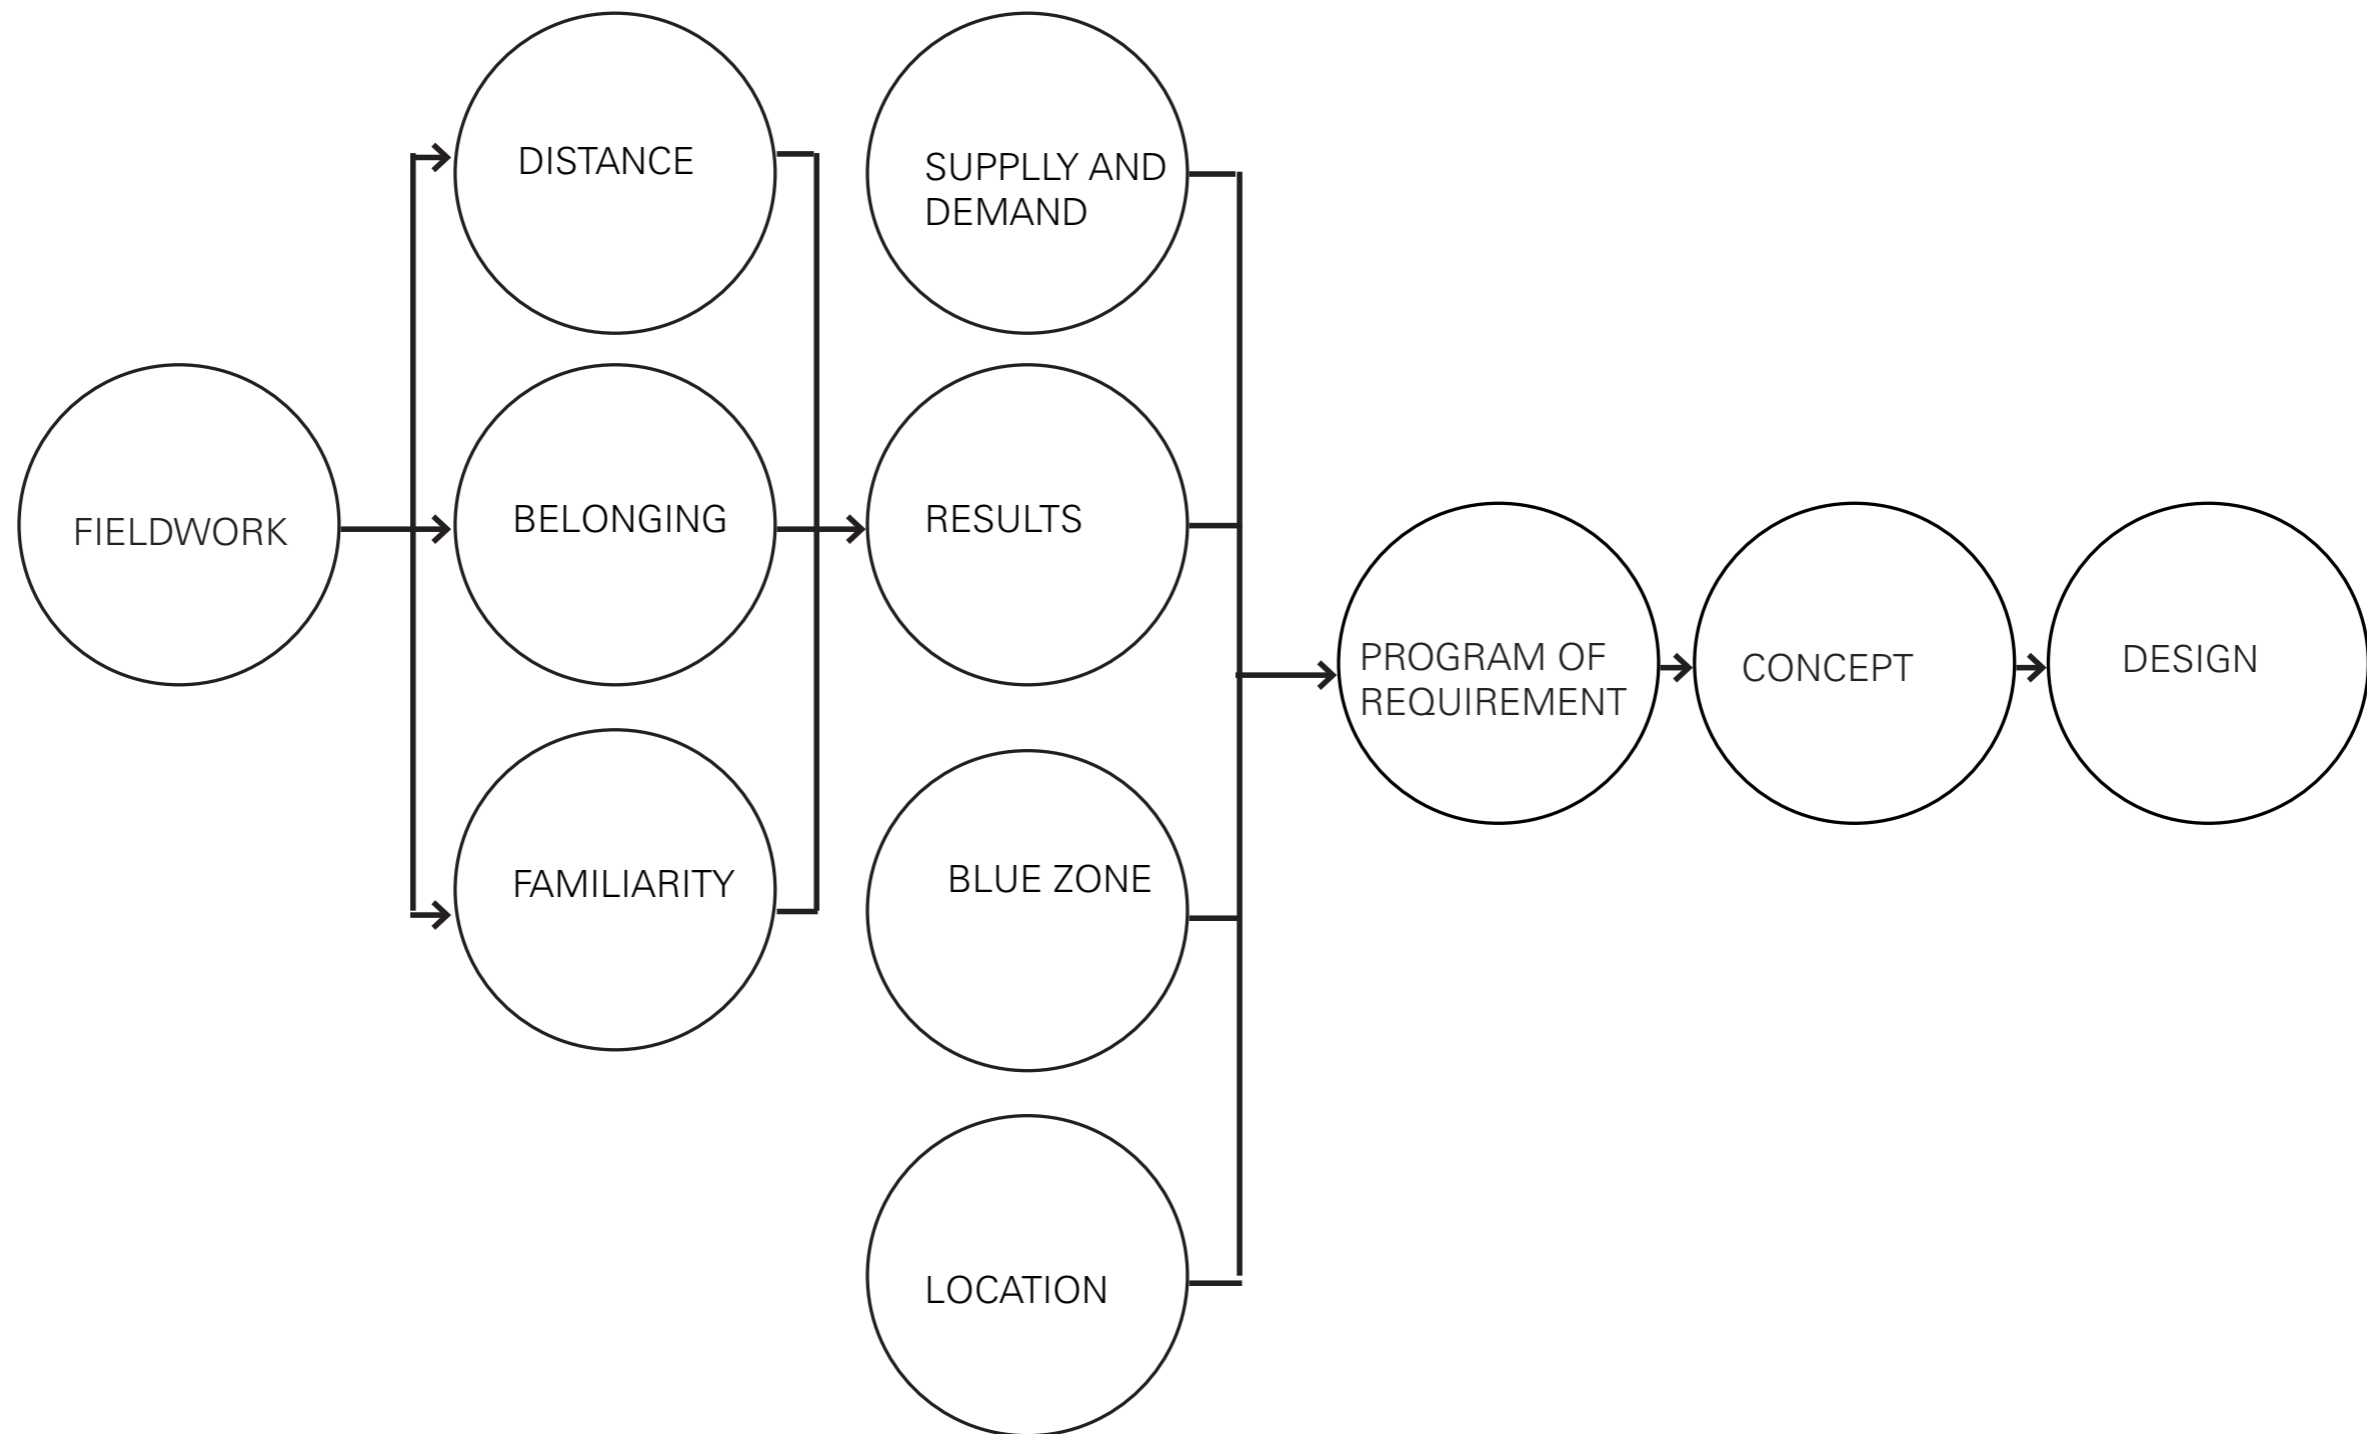 FIELDWORK
DISTANCE
BELONGING
FAMILIARITY
SUPPLLY AND
DEMAND
RESULTS
BLUE ZONE
LOCATION
PROGRAM OF
REQUIREMENT
CONCEPT
DESIGN